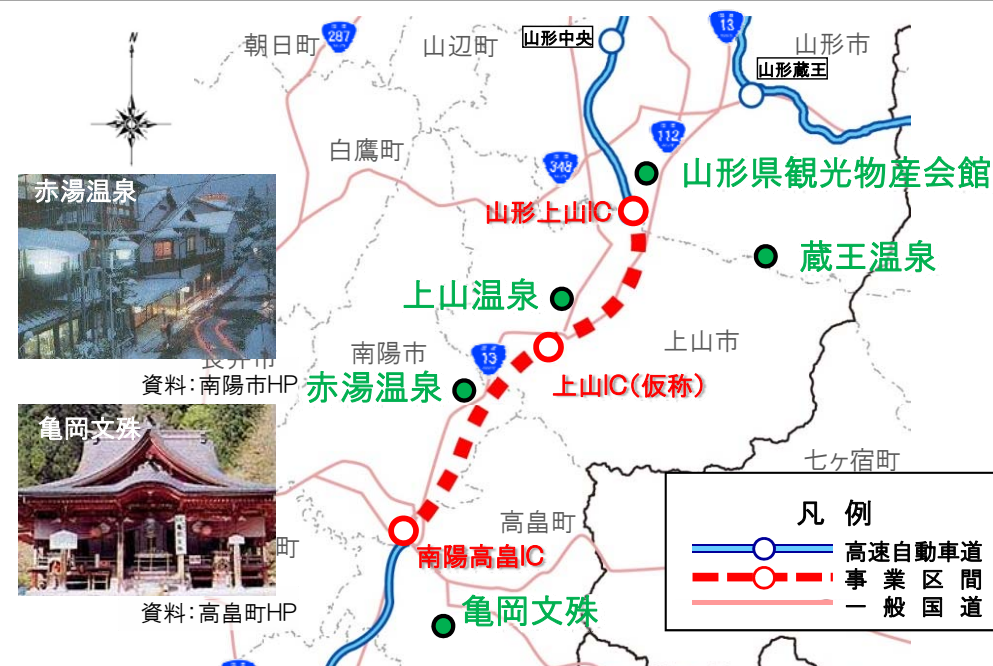 N
国道
287
朝日町
山辺町
山形中央
13
山形市
山形蔵王
白鷹町
348
112
山形県観光物産会館
赤湯温泉
山形上山IC
蔵王温泉
上山温泉
南陽市
13
上山市
長井市
資料：南陽市HP
赤湯温泉
上山IC（仮称）
亀岡文殊
七ヶ宿町
高畠町
町
南陽高畠IC
資料：高畠町HP
亀岡文殊
凡 例
高速自動車道
事 業 区 間
一 般 国 道